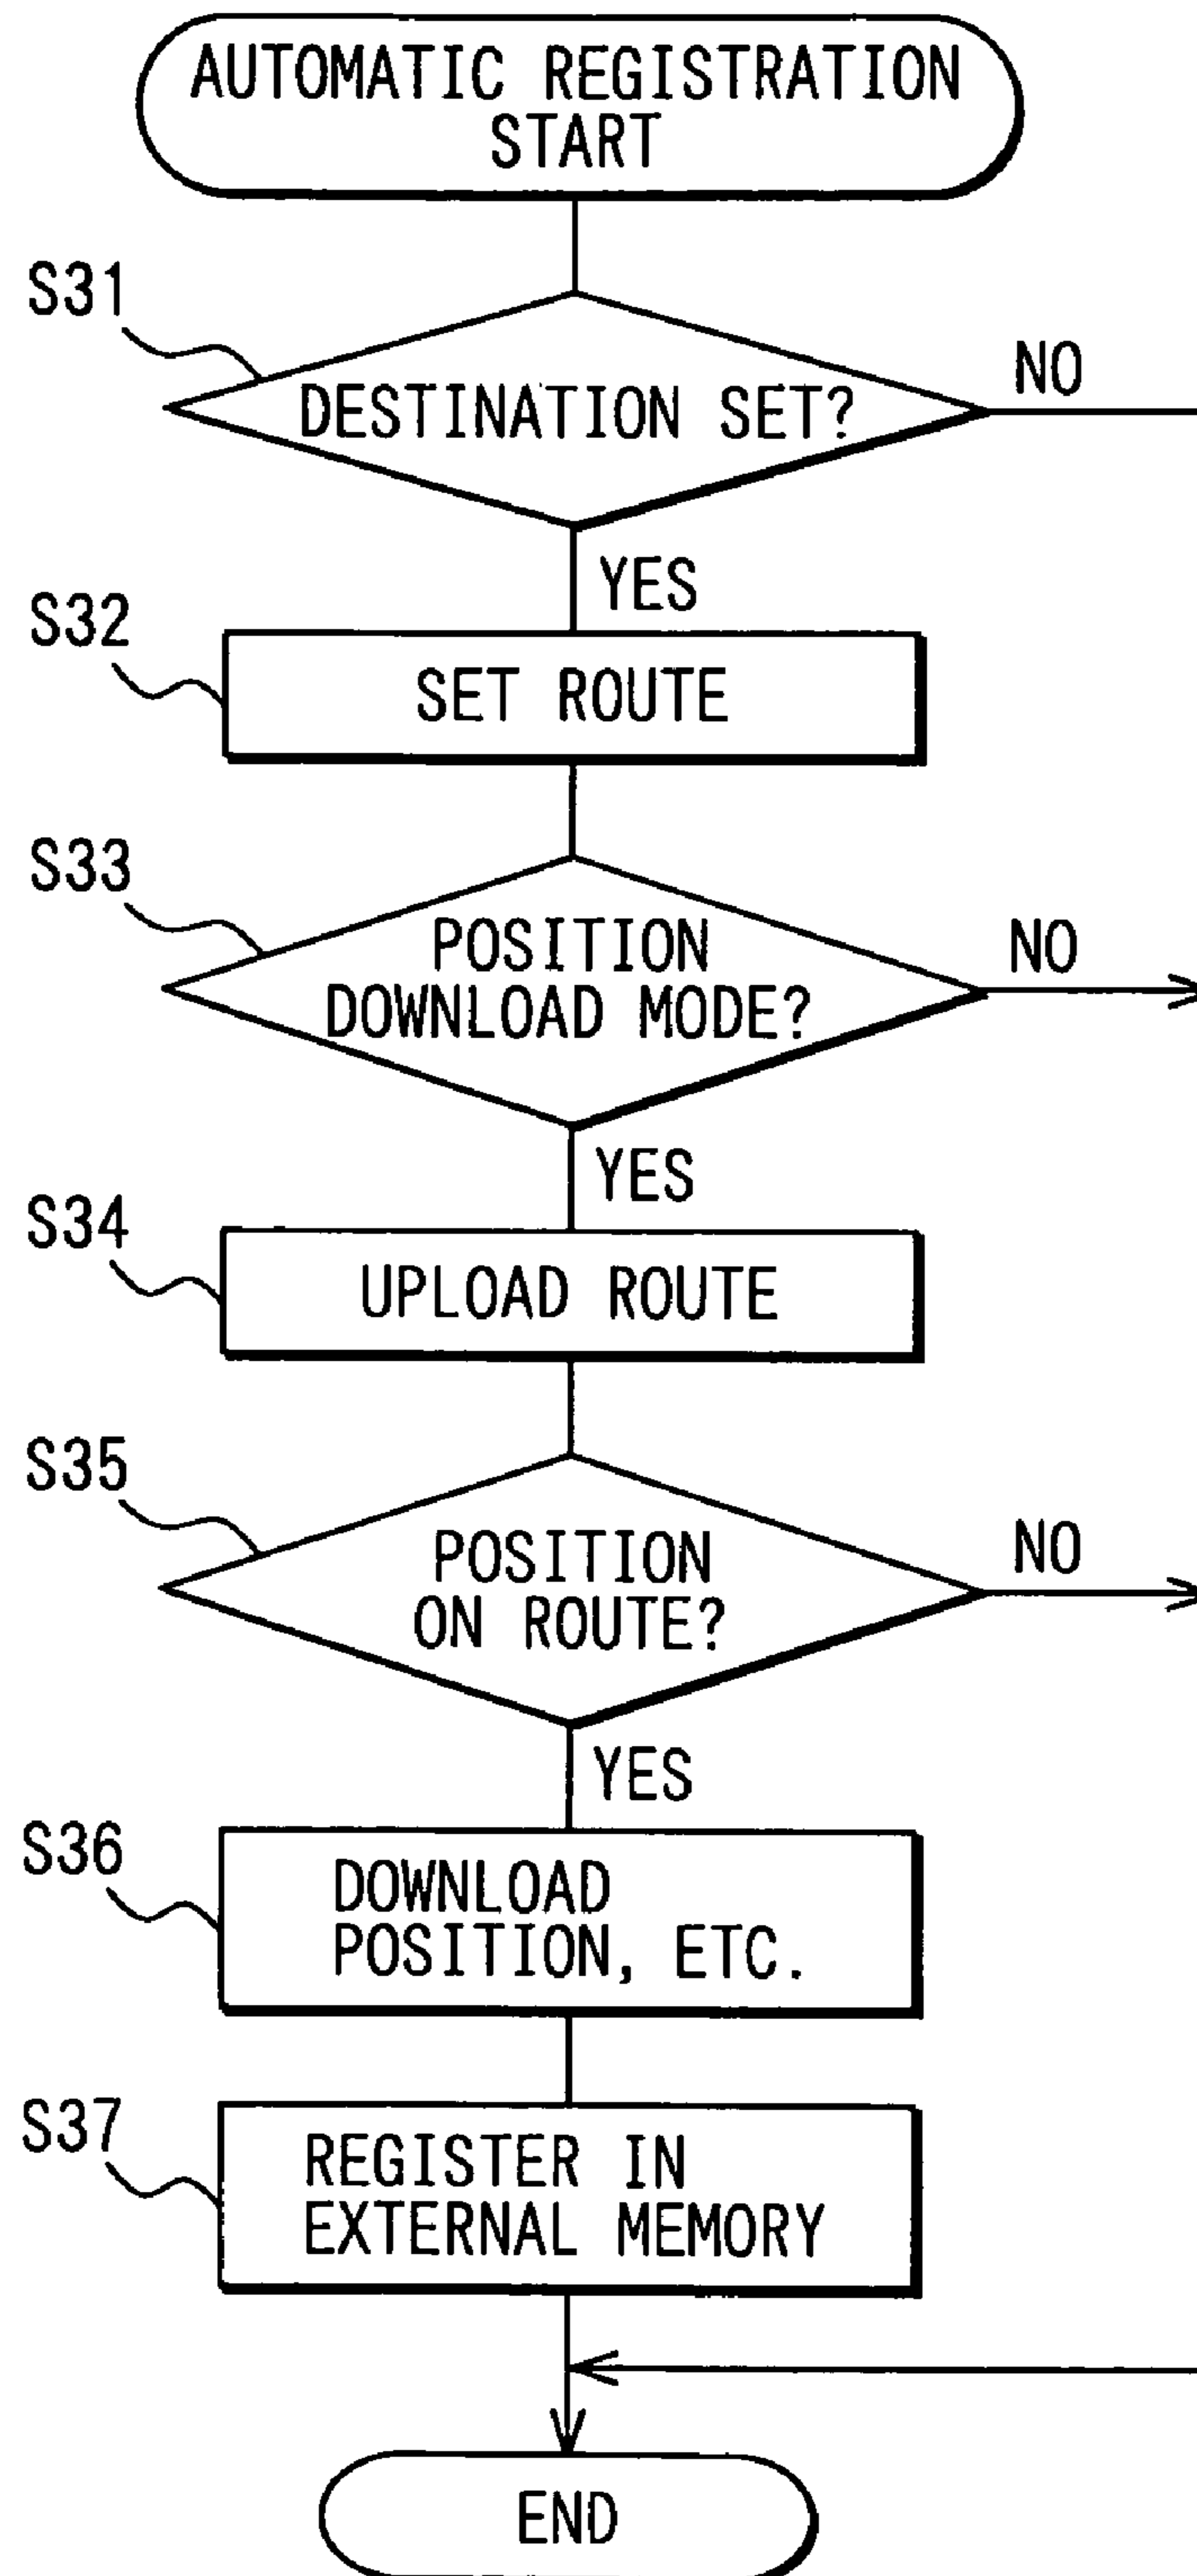 AUTOMATIC REGISTRATION
START
S31
DESTINATION SET?
NO
YES
S32
SET ROUTE
S33
POSITION
DOWNLOAD MODE?
NO
YES
S34
UPLOAD ROUTE
S35
POSITION
ON ROUTE?
NO
YES
S36
DOWNLOAD
POSITION, ETC.
S37
REGISTER IN
EXTERNAL MEMORY
END